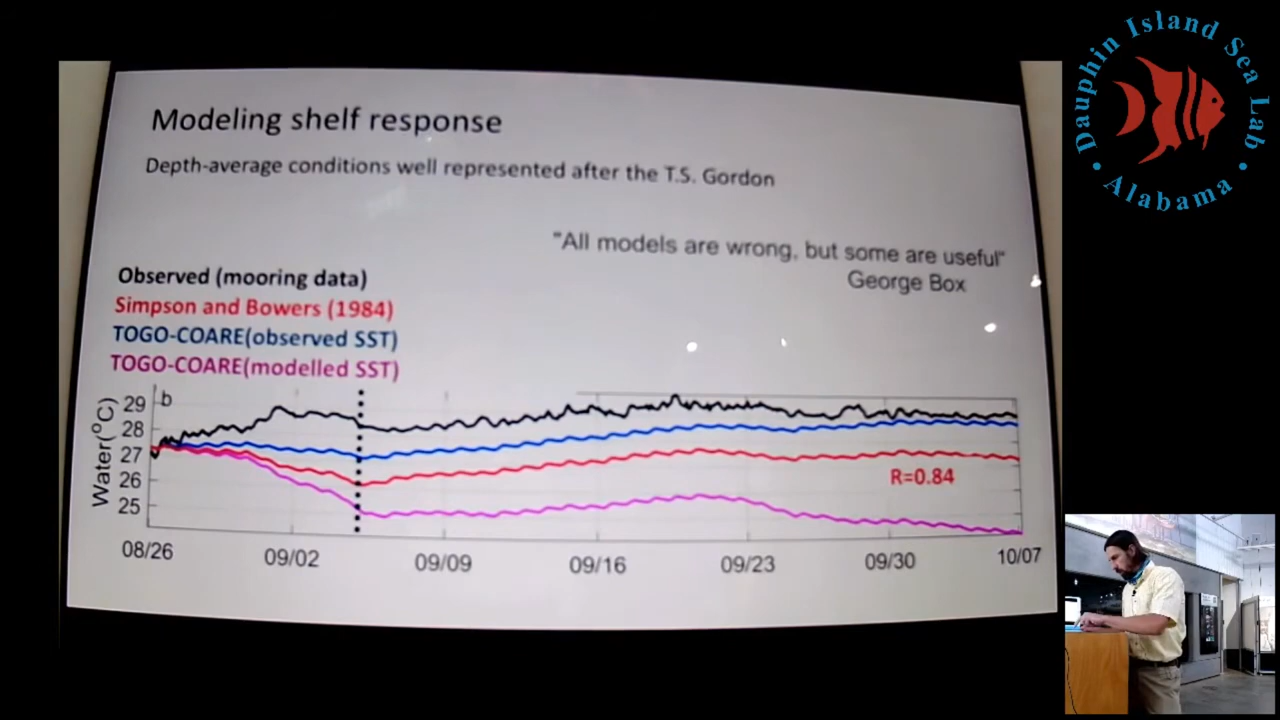 Modeling shelf response
Depth-average conditions well represented after the T.S. Gordon
"All models are wrong, but some are useful"
George Box
Observed (mooring data)
Simpson and Bowers (1984)
TOGO-COARE(observed SST)
TOGO-COARE(modelled SST)
b
Water(°C)
29
28
27
26
25
R=0.84
08/26 09/02 09/09 09/16 09/23 09/30 10/07
Dauphin Island Sea Lab
• Alabama •